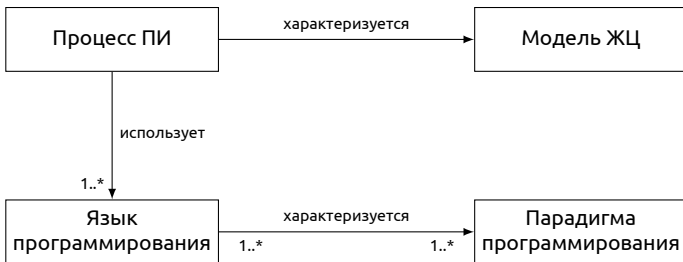 характеризуется
Процесс ПИ
Модель ЖЦ
использует
1..*
Язык
программирования
характеризуется
1..*
1..*
Парадигма
программирования